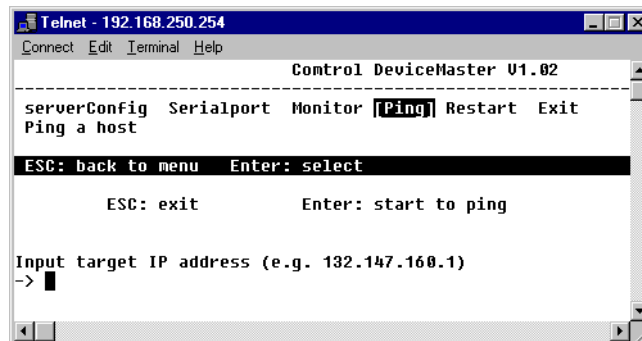 Telnet - 192.168.250.254
Connect Edit Terminal Help
Comtrol DeviceMaster V1.02
--------------------------------------------------------------------------------
serverConfig Serialport Monitor [Ping] Restart Exit
Ping a host
ESC: back to menu Enter: select
ESC: exit Enter: start to ping
Input target IP address (e.g. 132.147.160.1)
->